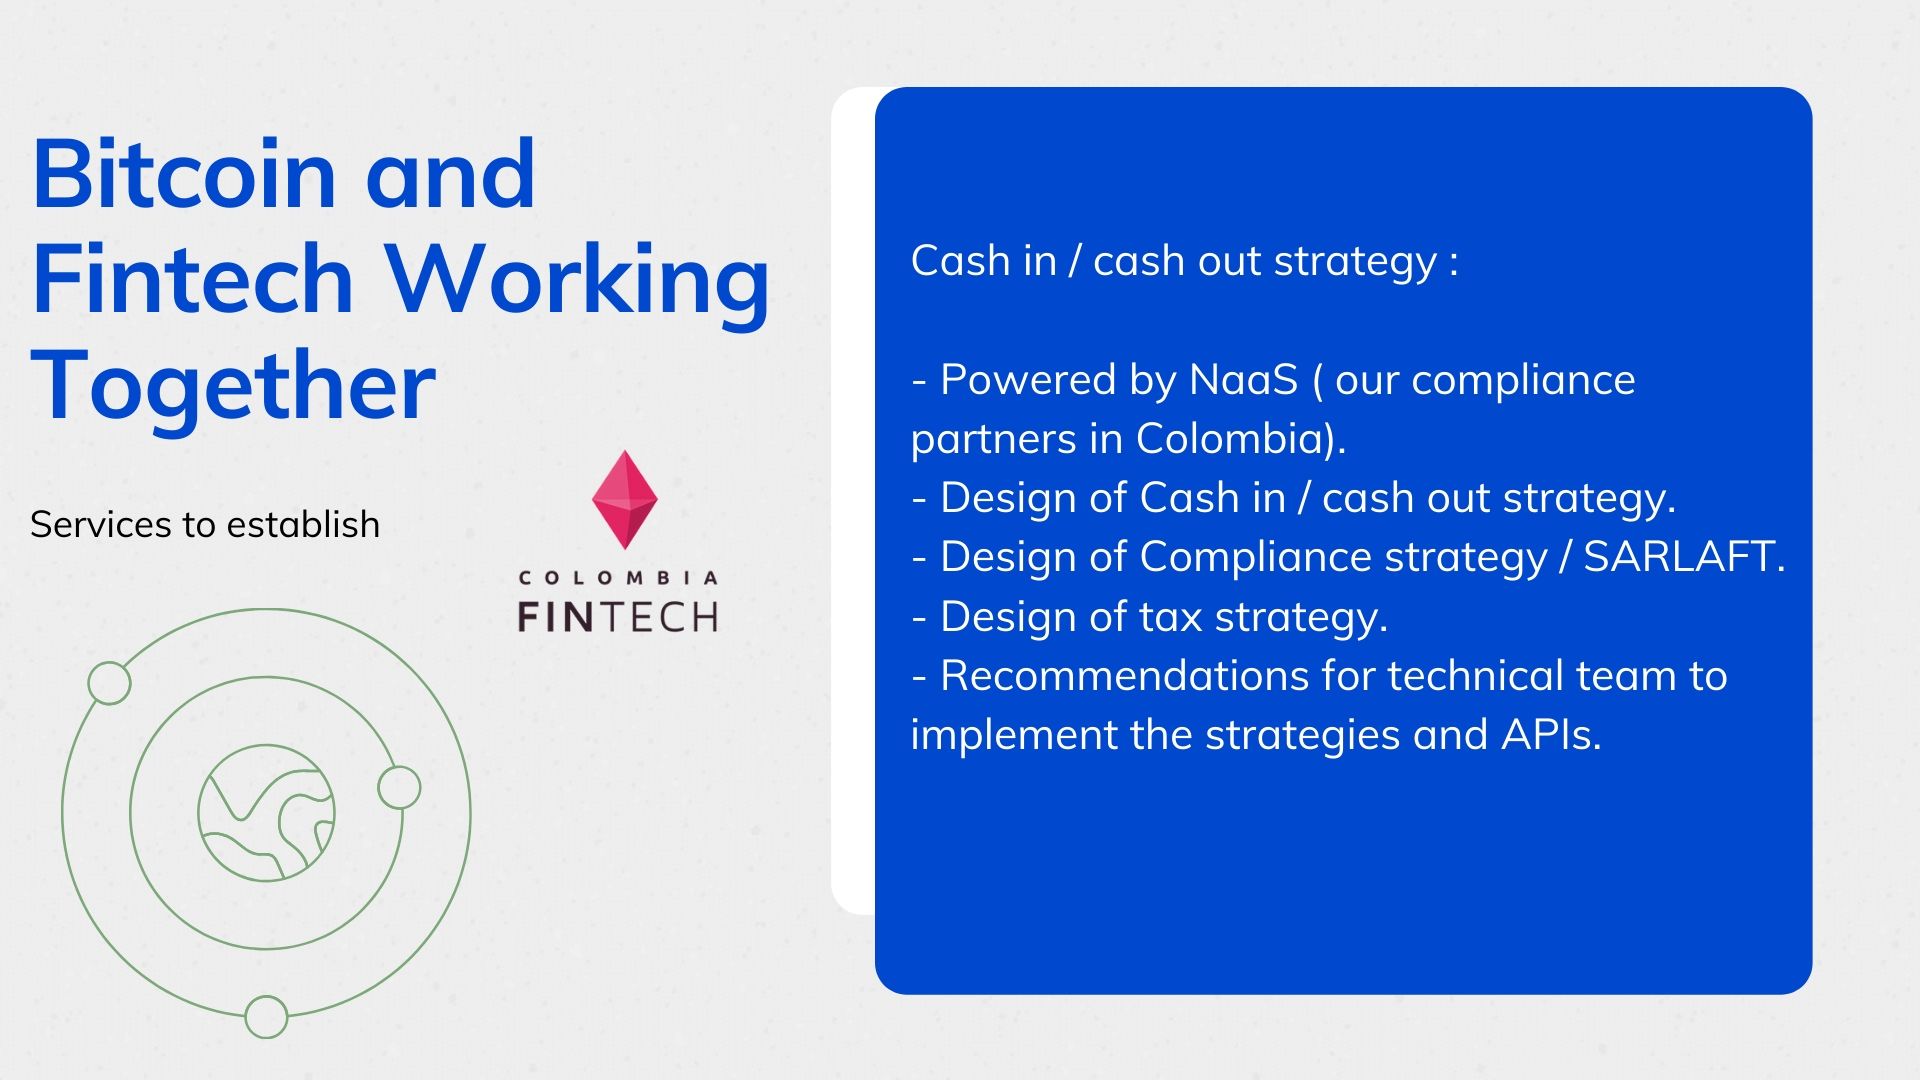 Bitcoin and
Fintech Working
Together
Services to establish
COLOMBIA
FINTECH
Cash in / cash out strategy :
- Powered by NaaS ( our compliance
partners in Colombia).
- Design of Cash in / cash out strategy.
- Design of Compliance strategy / SARLAFT.
- Design of tax strategy.
- Recommendations for technical team to
implement the strategies and APIs.